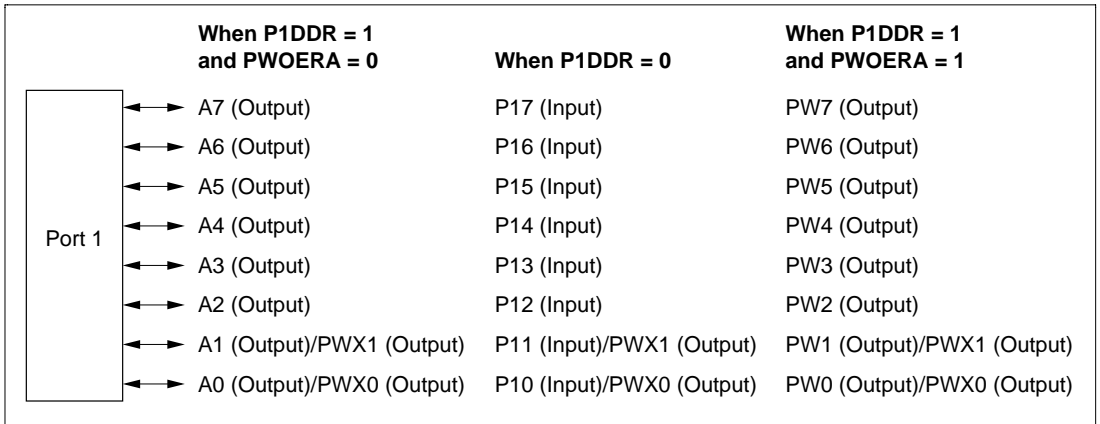 When P1DDR = 1 When P1DDR = 1
and PWOERA = 0 When P1DDR = 0 and PWOERA = 1
A7 (Output) P17 (Input) PW7 (Output)
A6 (Output) P16 (Input) PW6 (Output)
A5 (Output) P15 (Input) PW5 (Output)
Port 1 A4 (Output) P14 (Input) PW4 (Output)
A3 (Output) P13 (Input) PW3 (Output)
A2 (Output) P12 (Input) PW2 (Output)
A1 (Output)/PWX1 (Output) P11 (Input)/PWX1 (Output) PW1 (Output)/PWX1 (Output)
A0 (Output)/PWX0 (Output) P10 (Input)/PWX0 (Output) PW0 (Output)/PWX0 (Output)